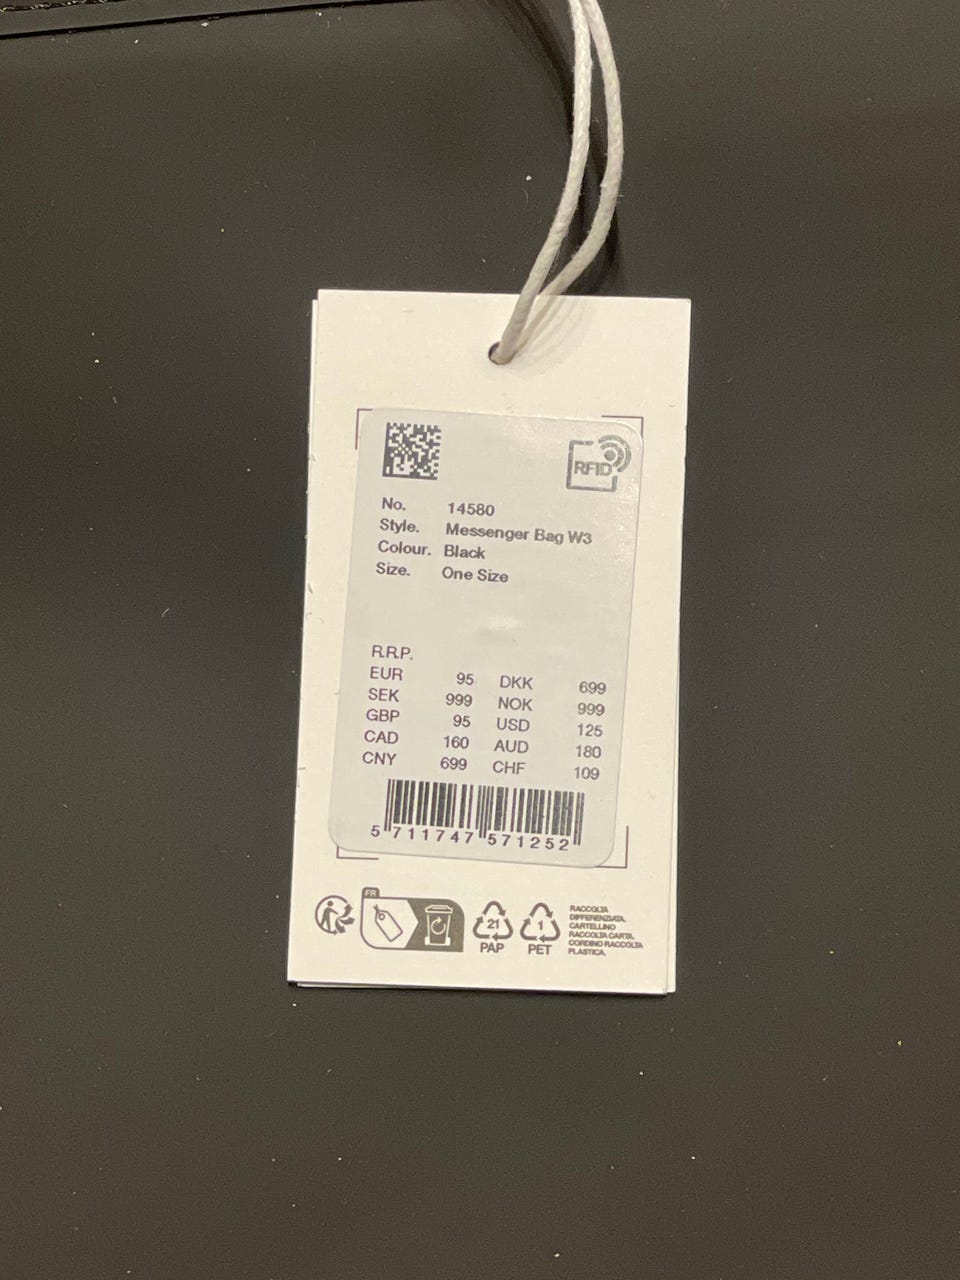 RFID
No. 14580
Style. Messenger Bag W3
Colour. Black
Size. One Size
R.R.P.
EUR 95 DKK 699
SEK 999 NOK 999
GBP 95 USD 125
CAD 160 AUD 180
CNY 699 CHF 109
5 711747 571252
FR
21 1
PAP PET
RACCOLTA
DIFFERENZIATA.
CARTELLINO
RACCOLTA CARTA,
CORDINO RACCOLTA
PLASTICA.